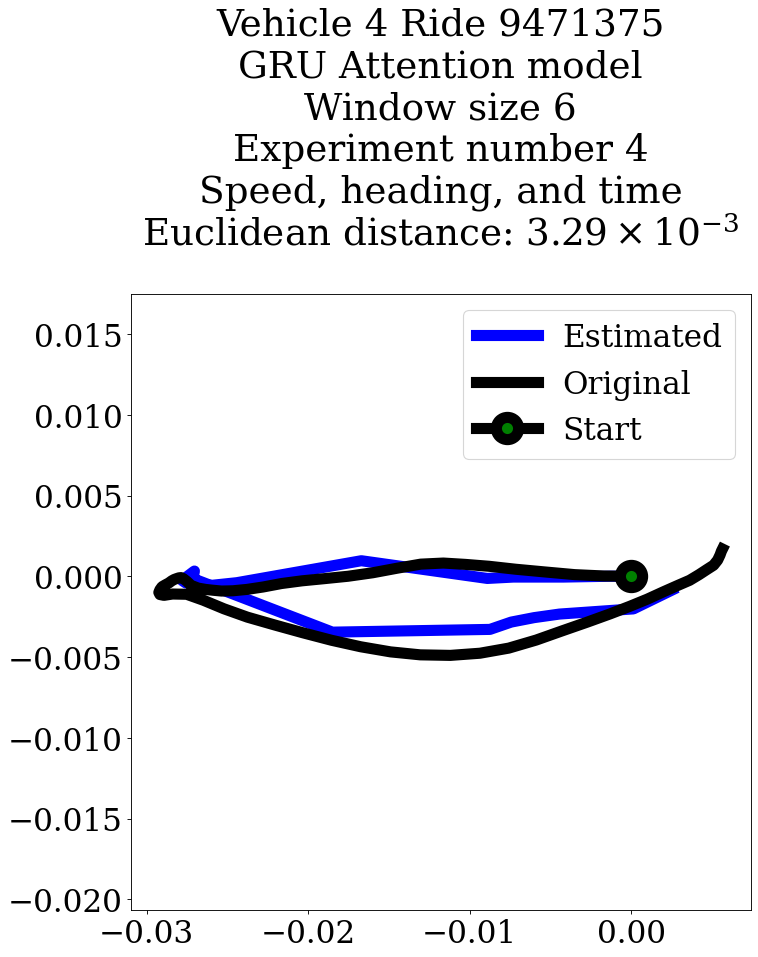 Vehicle 4 Ride 9471375
GRU Attention model
Window size 6
Experiment number 4
Speed, heading, and time
Euclidean distance: 3.29 × 10⁻³
Estimated
Original
Start
0.015
0.010
0.005
0.000
−0.005
−0.010
−0.015
−0.020
−0.03 −0.02 −0.01 0.00